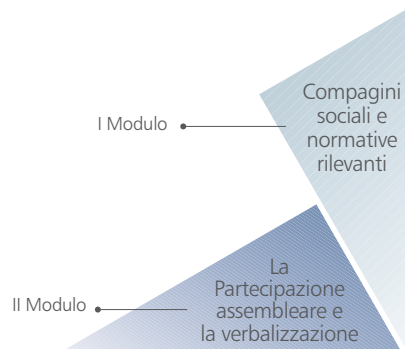 I Modulo
Compagini
sociali e
normative
rilevanti
II Modulo
La
Partecipazione
assembleare e
la verbalizzazione